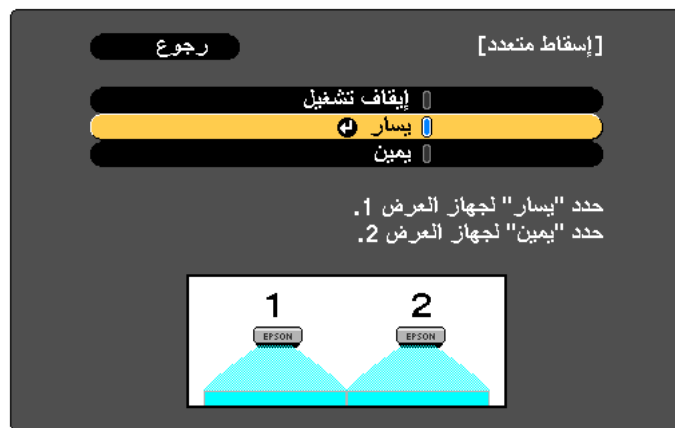 [إسقاط متعدد]
رجوع
إيقاف تشغيل
يسار
يمين
حدد "يسار" لجهاز العرض 1.
حدد "يمين" لجهاز العرض 2.
1 2
EPSON EPSON